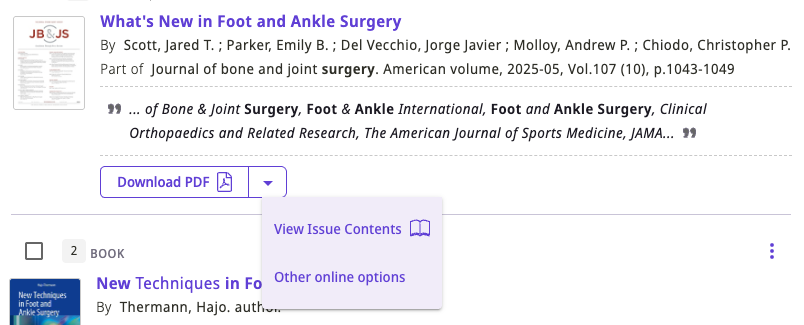 What's New in Foot and Ankle Surgery
JB&JS
By Scott, Jared T. ; Parker, Emily B. ; Del Vecchio, Jorge Javier ; Molloy, Andrew P. ; Chiodo, Christopher P.
Part of Journal of bone and joint surgery. American volume, 2025-05, Vol.107 (10), p.1043-1049
❞ ... of Bone & Joint Surgery, Foot & Ankle International, Foot and Ankle Surgery, Clinical
Orthopaedics and Related Research, The American Journal of Sports Medicine, JAMA... ❞
Download PDF
View Issue Contents
Other online options
2 BOOK
New Techniques in Fo
New Techniques
in Foot and
Ankle Surgery
By Thermann, Hajo. author.